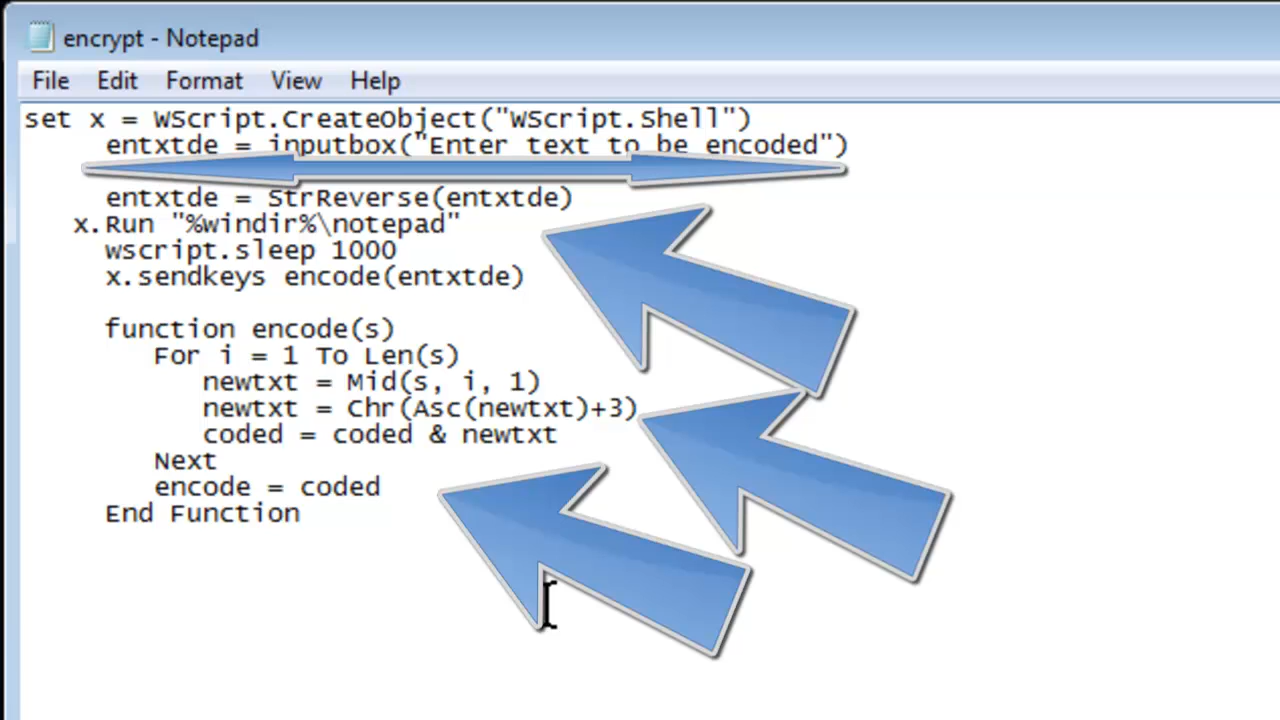 encrypt - Notepad
File Edit Format View Help
set x = WScript.CreateObject("WScript.Shell")
entxtde = inputbox("Enter text to be encoded")
entxtde = StrReverse(entxtde)
x.Run "%windir%\notepad"
wscript.sleep 1000
x.sendkeys encode(entxtde)
function encode(s)
For i = 1 To Len(s)
newtxt = Mid(s, i, 1)
newtxt = Chr(Asc(newtxt)+3)
coded = coded & newtxt
Next
encode = coded
End Function